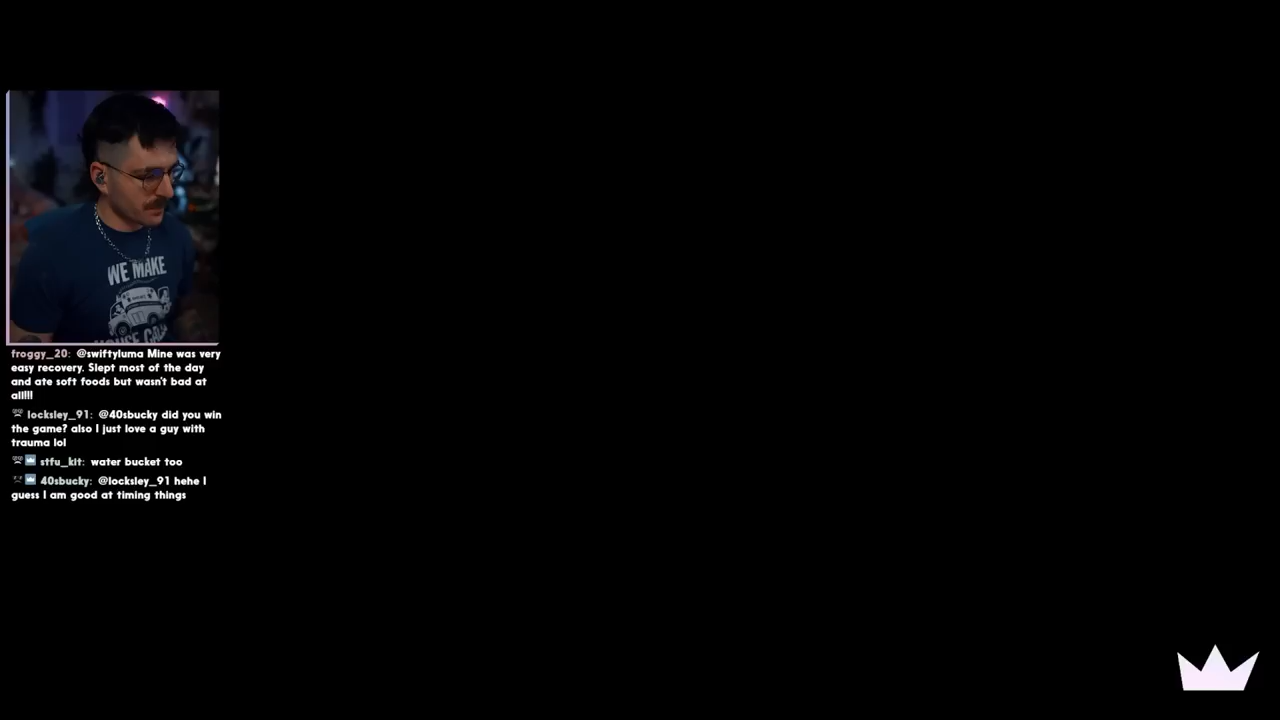 WE MAKE
HOUSE CA
froggy_20: @swiftyluma Mine was very
easy recovery. Slept most of the day
and ate soft foods but wasn't bad at
all!!!!
locksley_91: @40sbucky did you win
the game? also I just love a guy with
trauma lol
stfu_kit: water bucket too
40sbucky: @locksley_91 hehe I
guess I am good at timing things